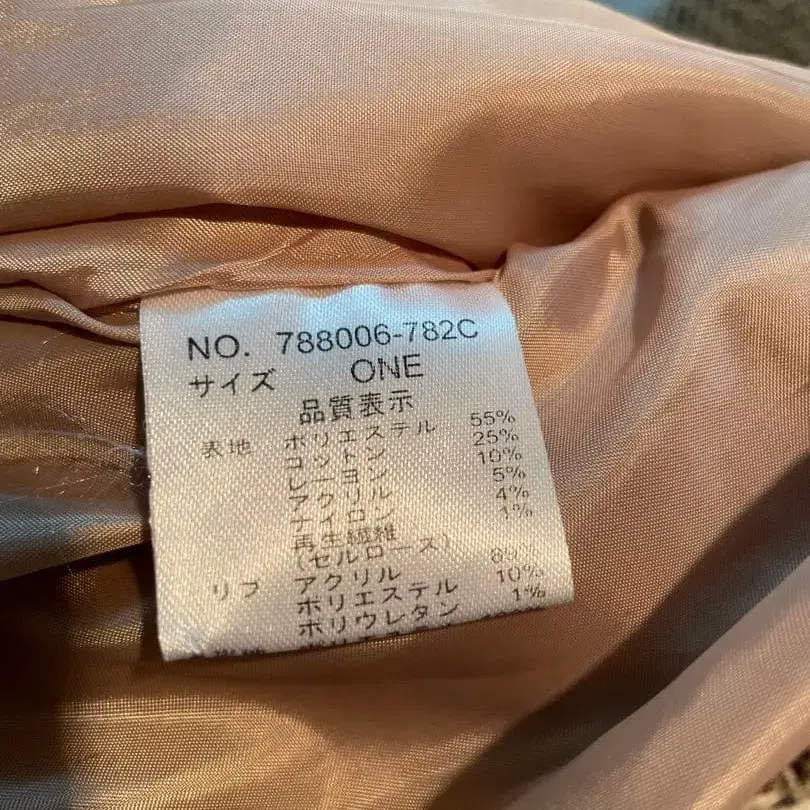 NO. 788006-782C
サイズ ONE
品質表示
表地 ポリエステル 55%
コットン 25%
レーヨン 10%
アクリル 5%
ナイロン 4%
再生繊維 1%
(セルロース)
リブ アクリル
ポリエステル 10%
ポリウレタン 1%